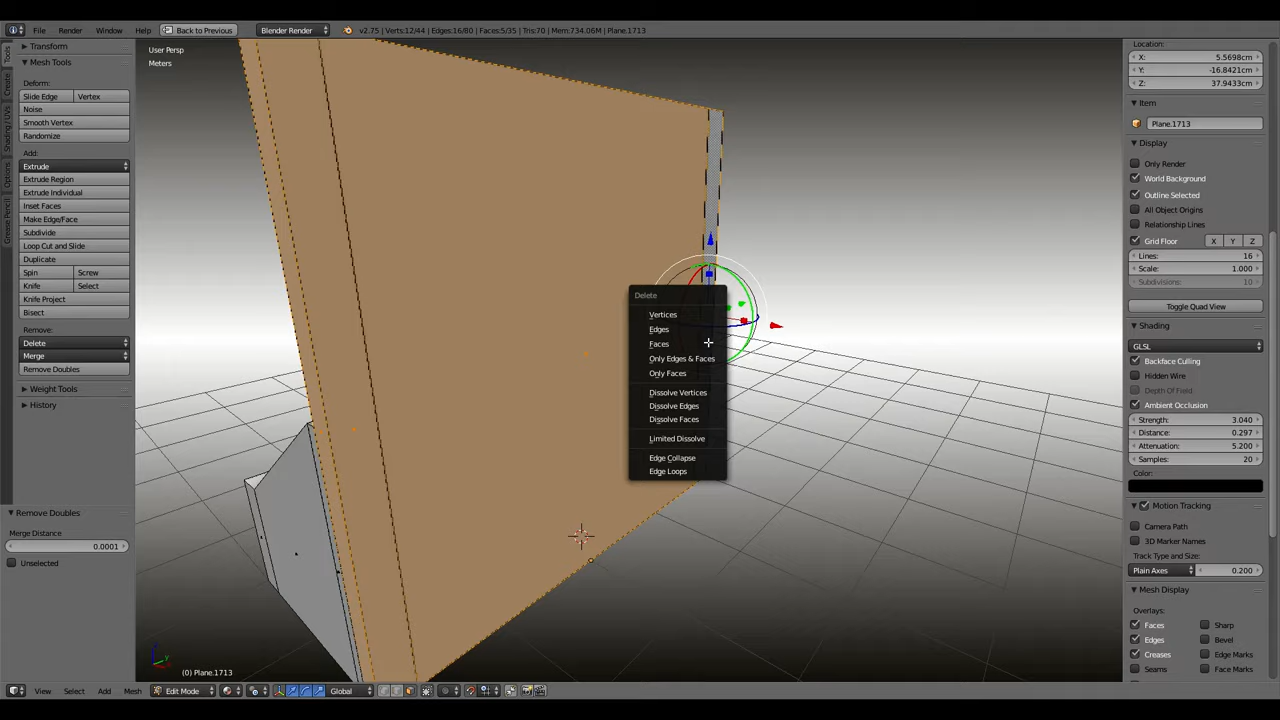 File Render Window Help Back to Previous Blender Render v2.75 | Verts:12/44 | Edges:16/80 | Faces:5/35 | Tris:70 | Mem:734.06M | Plane.1713
Transform
Mesh Tools
Deform:
Slide Edge Vertex
Noise
Smooth Vertex
Randomize
Add:
Extrude
Extrude Region
Extrude Individual
Inset Faces
Make Edge/Face
Subdivide
Loop Cut and Slide
Duplicate
Spin Screw
Knife Select
Knife Project
Bisect
Remove:
Delete
Merge
Remove Doubles
Weight Tools
History
Remove Doubles
Merge Distance
0.0001
Unselected
Tools
Create
Shading / UVs
Options
Grease Pencil
User Persp
Meters
Delete
Vertices
Edges
Faces
Only Edges & Faces
Only Faces
Dissolve Vertices
Dissolve Edges
Dissolve Faces
Limited Dissolve
Edge Collapse
Edge Loops
(0) Plane.1713
Location:
X: 5.5698cm
Y: -16.8421cm
Z: 37.9433cm
Item
Plane.1713
Display
Only Render
World Background
Outline Selected
All Object Origins
Relationship Lines
Grid Floor X Y Z
Lines: 16
Scale: 1.000
Subdivisions: 10
Toggle Quad View
Shading
GLSL
Backface Culling
Hidden Wire
Depth Of Field
Ambient Occlusion
Strength: 3.040
Distance: 0.297
Attenuation: 5.200
Samples: 20
Color:
Motion Tracking
Camera Path
3D Marker Names
Track Type and Size:
Plain Axes 0.200
Mesh Display
Overlays:
Faces Sharp
Edges Bevel
Creases Edge Marks
Seams Face Marks
View Select Add Mesh Edit Mode Global